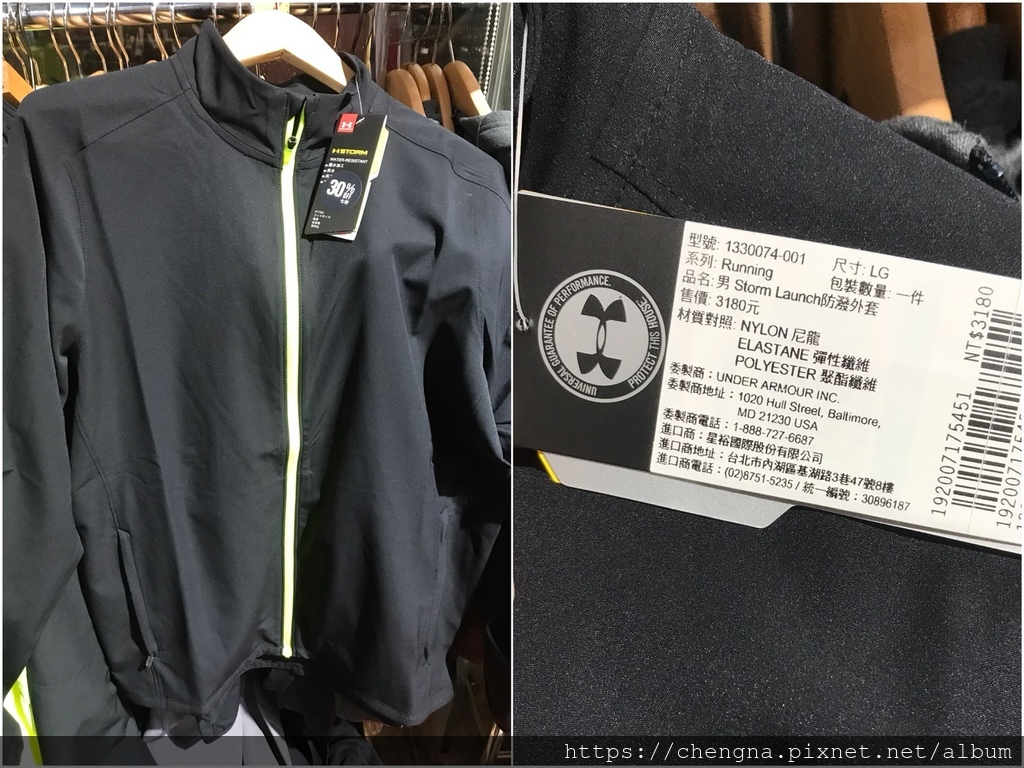 STORM
WATER-RESISTANT
30% OFF
UNIVERSAL GUARANTEE OF PERFORMANCE.
PROTECT THIS HOUSE.
型號: 1330074-001
尺寸: LG
系列: Running
包裝數量: 一件
品名: 男 Storm Launch防潑外套
售價: 3180元
材質對照: NYLON 尼龍
ELASTANE 彈性纖維
POLYESTER 聚酯纖維
委製商：UNDER ARMOUR INC.
委製商地址：1020 Hull Street, Baltimore,
MD 21230 USA
委製商電話：1-888-727-6687
進口商：星裕國際股份有限公司
進口商地址：台北市內湖區基湖路3巷47號8樓
進口商電話：(02)8751-5235 / 統一編號：30896187
NT$3180
192007175451
https://chengna.pixnet.net/album